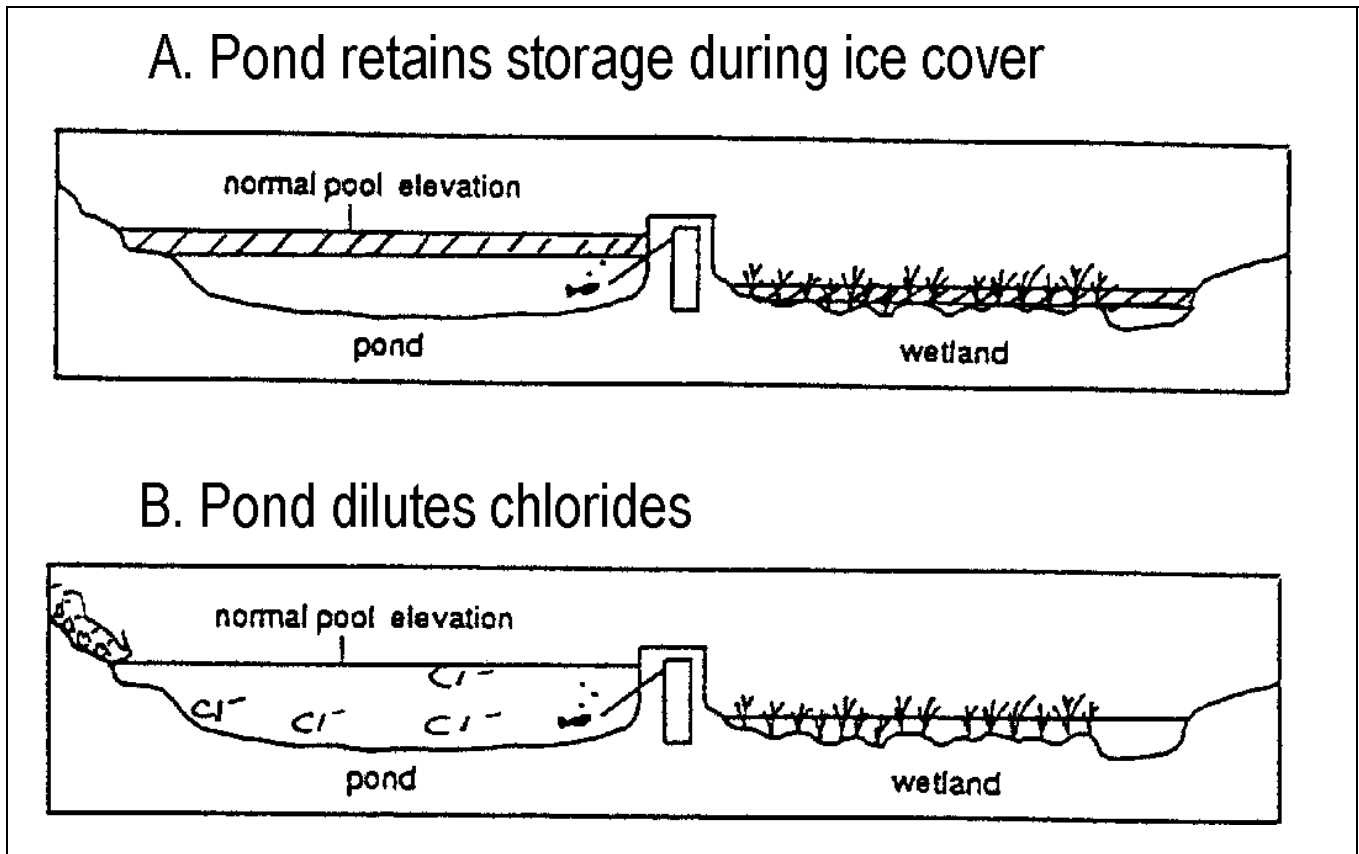 A. Pond retains storage during ice cover
normal pool elevation
pond
wetland
B. Pond dilutes chlorides
normal pool elevation
Cl-
Cl- Cl- Cl-
pond
wetland